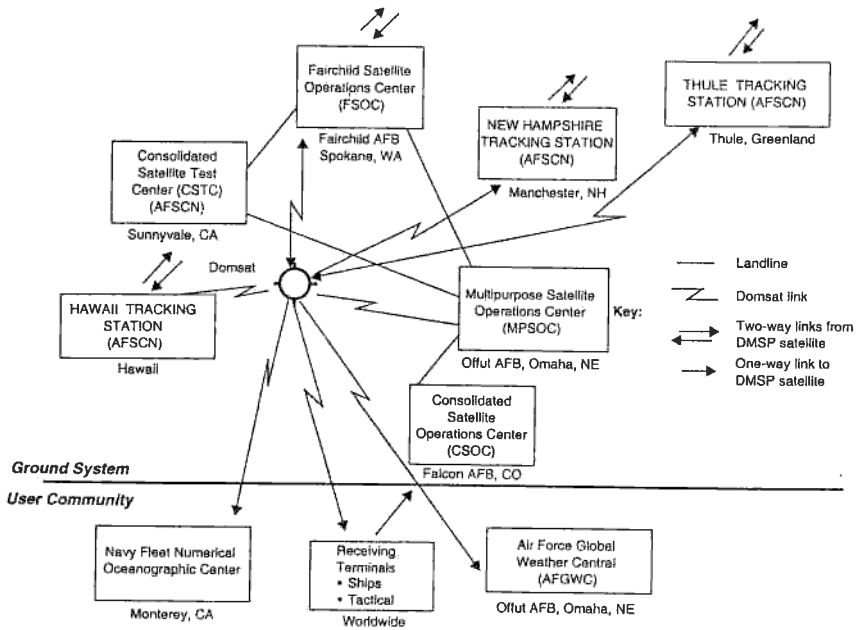 Fairchild Satellite
Operations Center
(FSOC)
Fairchild AFB
Spokane, WA
THULE TRACKING
STATION (AFSCN)
Thule, Greenland
NEW HAMPSHIRE
TRACKING STATION
(AFSCN)
Manchester, NH
Consolidated
Satellite Test
Center (CSTC)
(AFSCN)
Sunnyvale, CA
Domsat
HAWAII TRACKING
STATION
(AFSCN)
Hawaii
Multipurpose Satellite
Operations Center
(MPSOC)
Offut AFB, Omaha, NE
Key:
Landline
Domsat link
Two-way links from
DMSP satellite
One-way link to
DMSP satellite
Consolidated
Satellite
Operations Center
(CSOC)
Falcon AFB, CO
Ground System
User Community
Navy Fleet Numerical
Oceanographic Center
Monterey, CA
Receiving
Terminals
• Ships
• Tactical
Worldwide
Air Force Global
Weather Central
(AFGWC)
Offut AFB, Omaha, NE